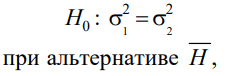 H₀: σ₁² = σ₂²
при альтернативе H̅,